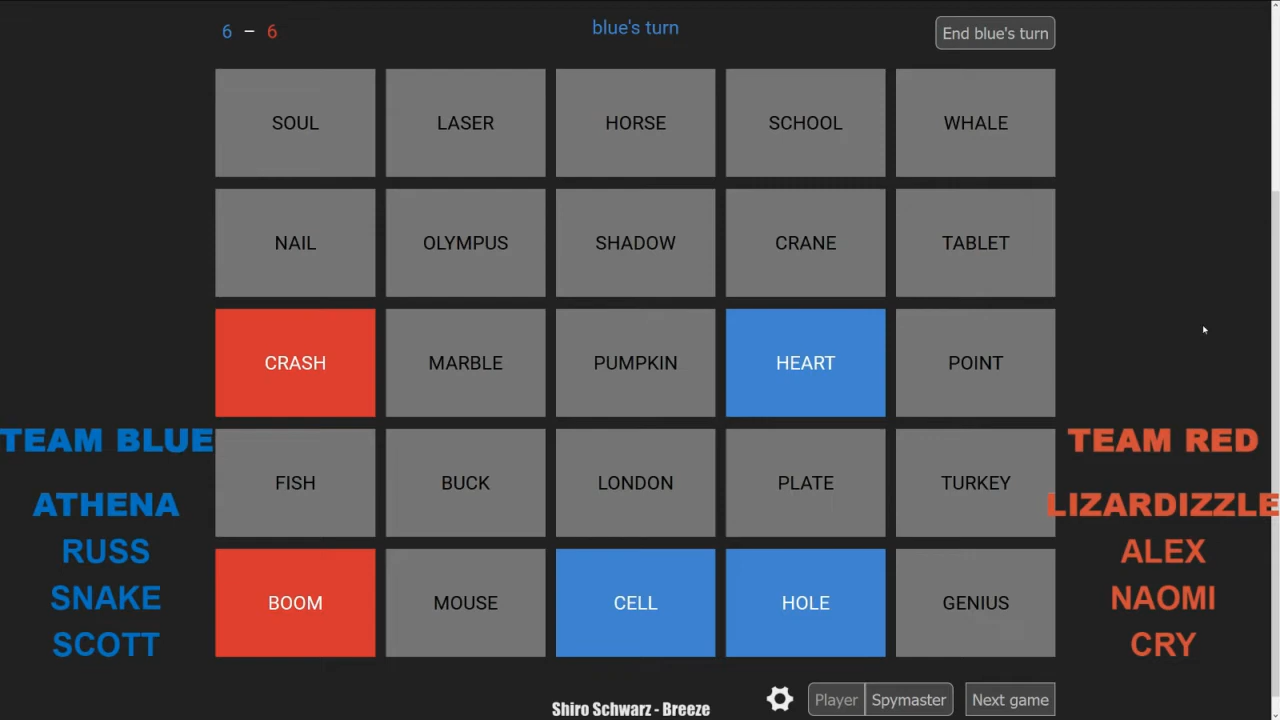 6 – 6
blue's turn
End blue's turn
SOUL LASER HORSE SCHOOL WHALE
NAIL OLYMPUS SHADOW CRANE TABLET
CRASH MARBLE PUMPKIN HEART POINT
TEAM BLUE
TEAM RED
FISH BUCK LONDON PLATE TURKEY
ATHENA
LIZARDIZZLE
RUSS
ALEX
BOOM MOUSE CELL HOLE GENIUS
SNAKE
NAOMI
SCOTT
CRY
Player Spymaster Next game
Shiro Schwarz - Breeze